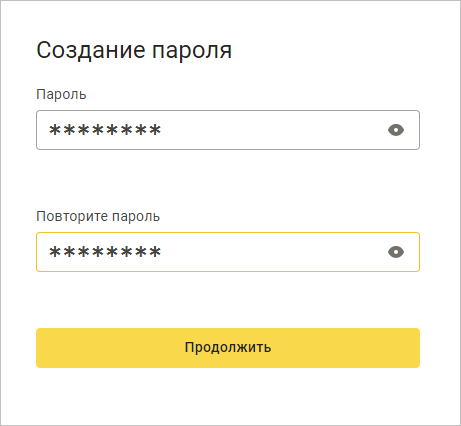 Создание пароля
Пароль
********
Повторите пароль
********
Продолжить